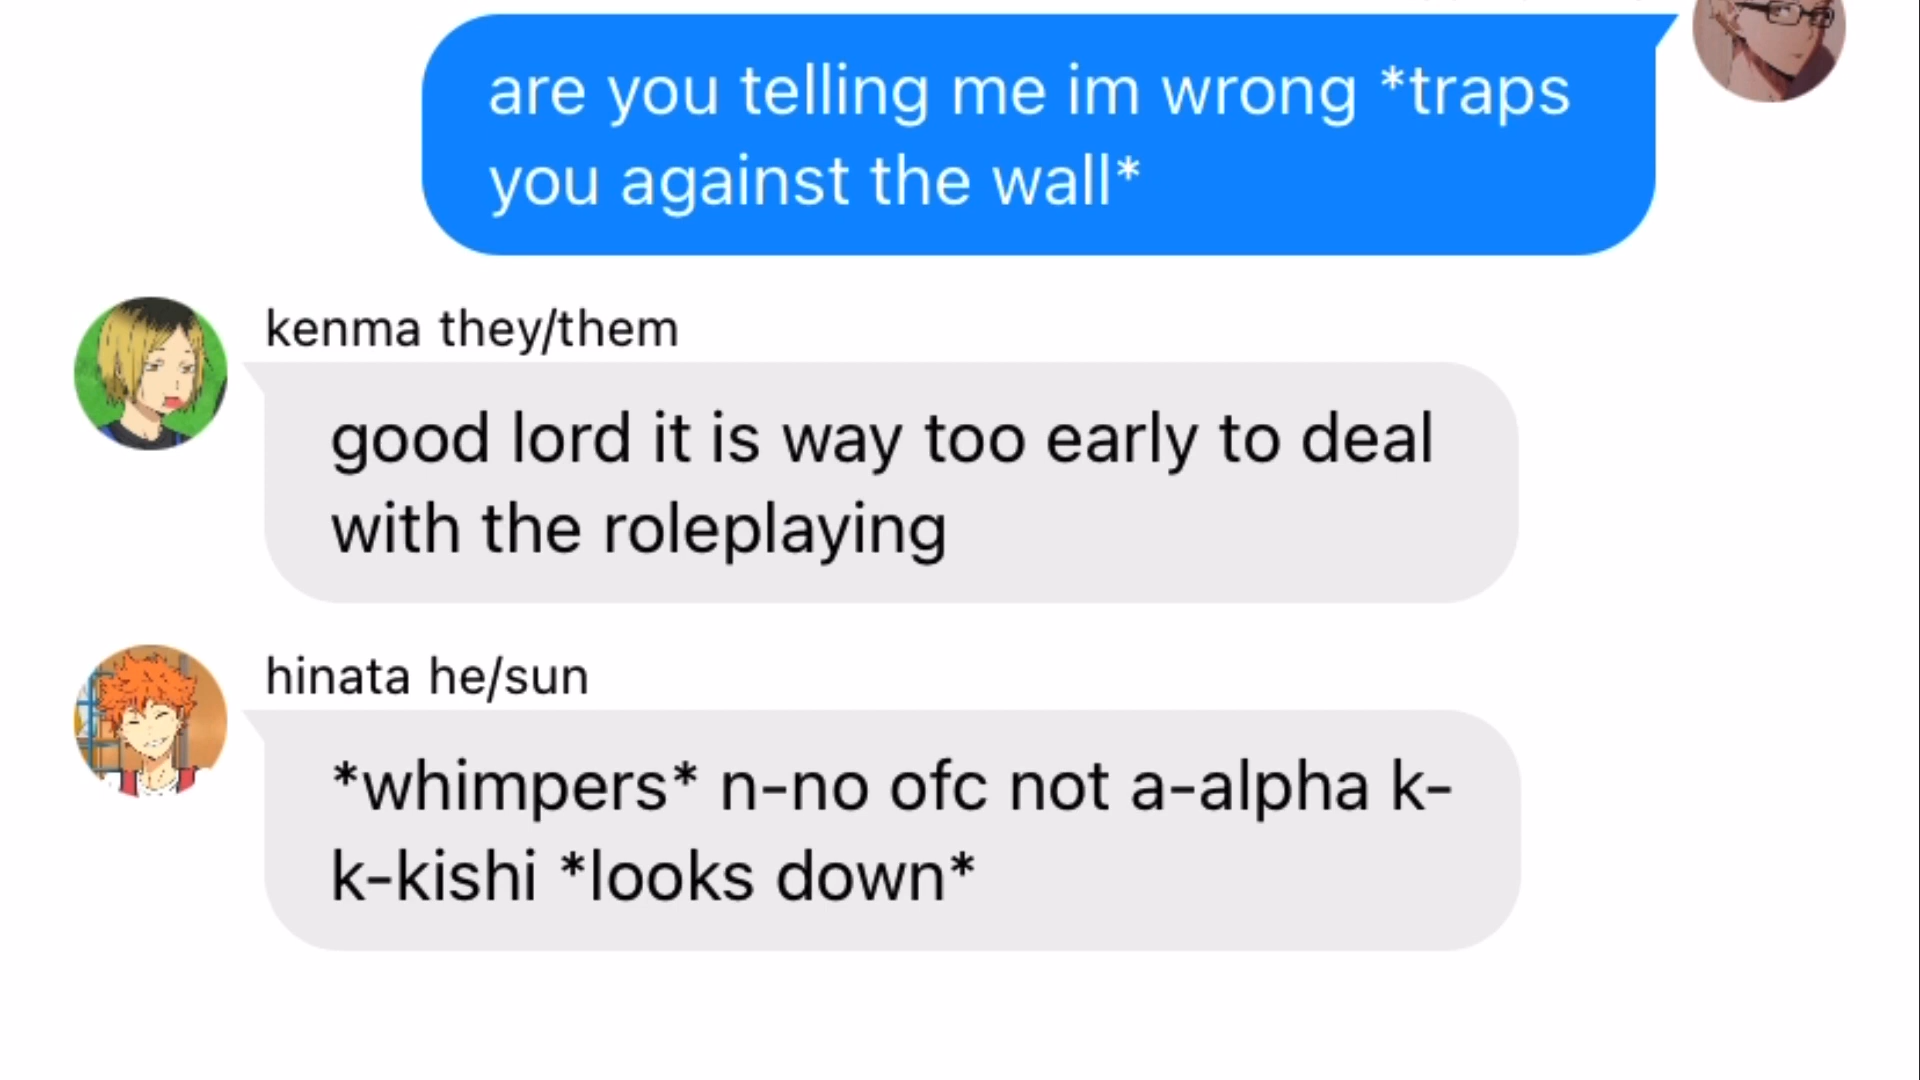 are you telling me im wrong *traps
you against the wall*
kenma they/them
good lord it is way too early to deal
with the roleplaying
hinata he/sun
*whimpers* n-no ofc not a-alpha k-
k-kishi *looks down*